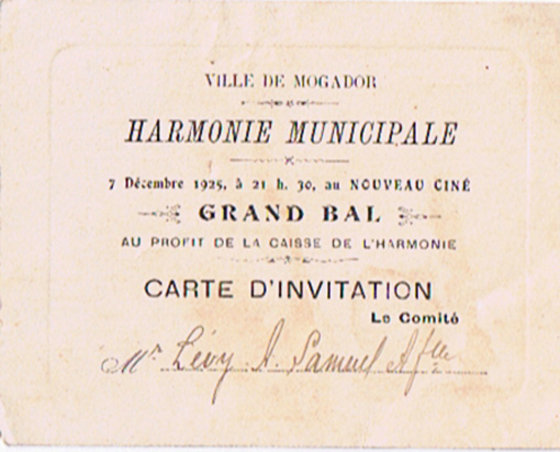 VILLE DE MOGADOR
HARMONIE MUNICIPALE
7 Décembre 1925, à 21 h. 30, au NOUVEAU CINÉ
GRAND BAL
AU PROFIT DE LA CAISSE DE L'HARMONIE
CARTE D'INVITATION
Le Comité
Mr Lévy A. Samuel & flle